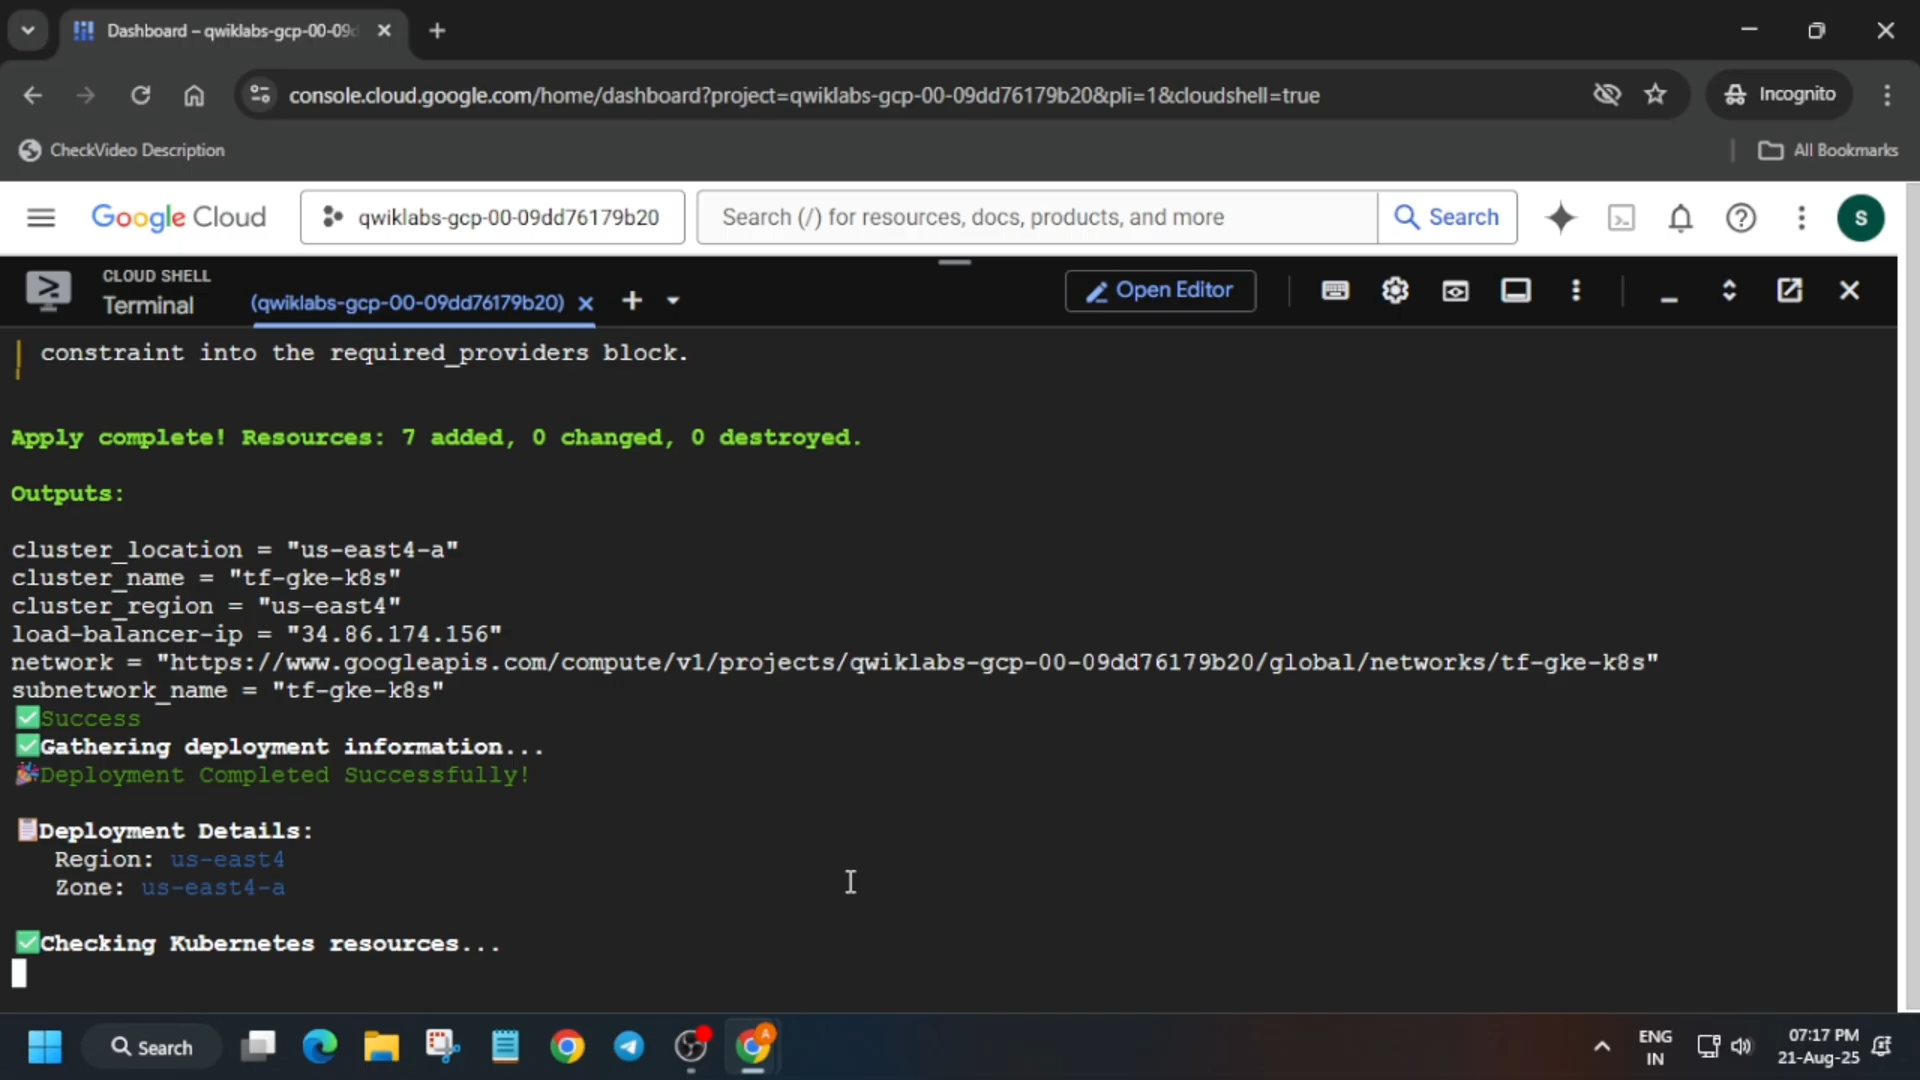 Dashboard – qwiklabs-gcp-00-09d
console.cloud.google.com/home/dashboard?project=qwiklabs-gcp-00-09dd76179b20&pli=1&cloudshell=true
Incognito
CheckVideo Description
All Bookmarks
Google Cloud
qwiklabs-gcp-00-09dd76179b20
Search (/) for resources, docs, products, and more
Search
S
CLOUD SHELL
Terminal
(qwiklabs-gcp-00-09dd76179b20)
Open Editor
constraint into the required_providers block.
Apply complete! Resources: 7 added, 0 changed, 0 destroyed.
Outputs:
cluster_location = "us-east4-a"
cluster_name = "tf-gke-k8s"
cluster_region = "us-east4"
load-balancer-ip = "34.86.174.156"
network = "https://www.googleapis.com/compute/v1/projects/qwiklabs-gcp-00-09dd76179b20/global/networks/tf-gke-k8s"
subnetwork_name = "tf-gke-k8s"
✅Success
✅Gathering deployment information...
🎉Deployment Completed Successfully!
📋Deployment Details:
Region: us-east4
Zone: us-east4-a
✅Checking Kubernetes resources...
Search
A
ENG
IN
07:17 PM
21-Aug-25